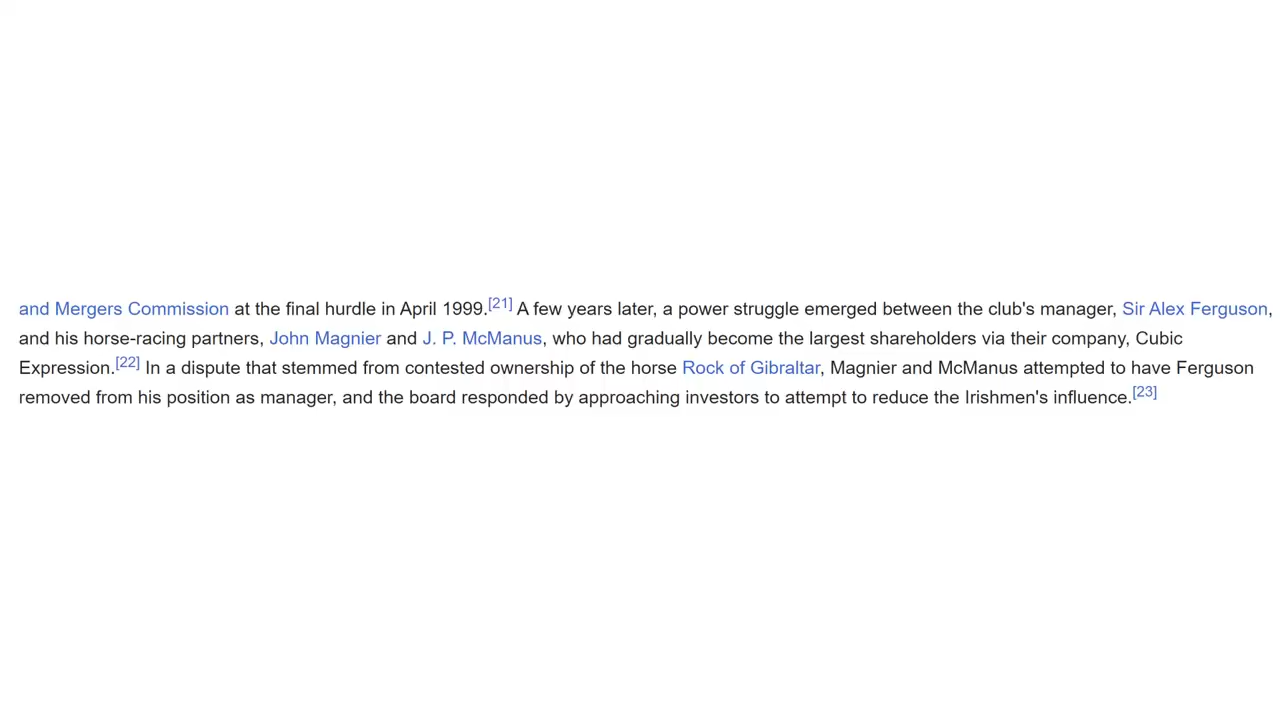 and Mergers Commission at the final hurdle in April 1999.[21] A few years later, a power struggle emerged between the club's manager, Sir Alex Ferguson,
and his horse-racing partners, John Magnier and J. P. McManus, who had gradually become the largest shareholders via their company, Cubic
Expression.[22] In a dispute that stemmed from contested ownership of the horse Rock of Gibraltar, Magnier and McManus attempted to have Ferguson
removed from his position as manager, and the board responded by approaching investors to attempt to reduce the Irishmen's influence.[23]